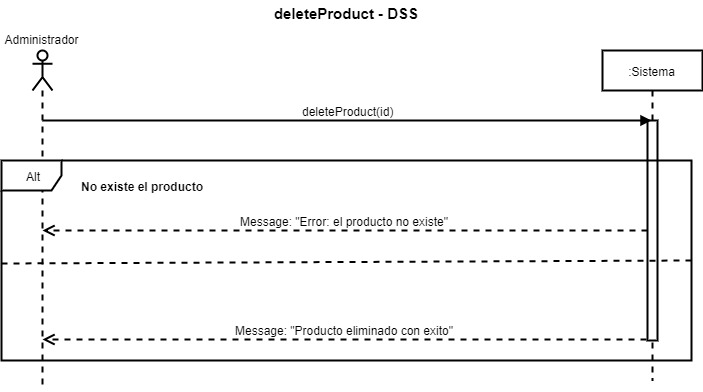 deleteProduct - DSS
Administrador
:Sistema
deleteProduct(id)
Alt
No existe el producto
Message: "Error: el producto no existe"
Message: "Producto eliminado con exito"